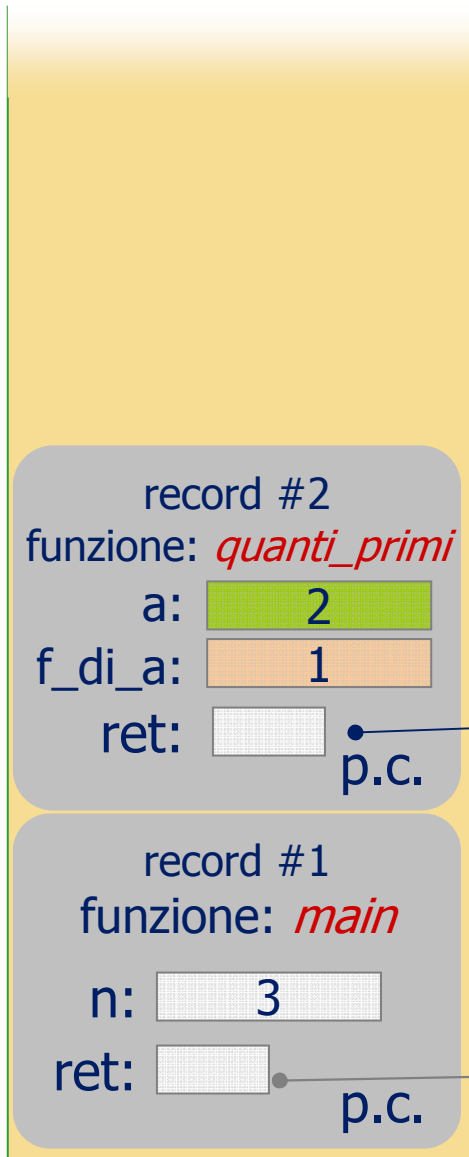 record #2
funzione: quanti_primi
a: 2
f_di_a: 1
ret:
p.c.
record #1
funzione: main
n: 3
ret:
p.c.